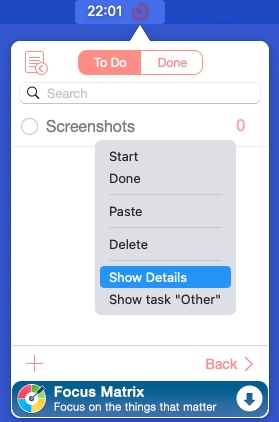 22:01
To Do
Done
Search
Screenshots
0
Start
Done
Paste
Delete
Show Details
Show task "Other"
Back
Focus Matrix
Focus on the things that matter